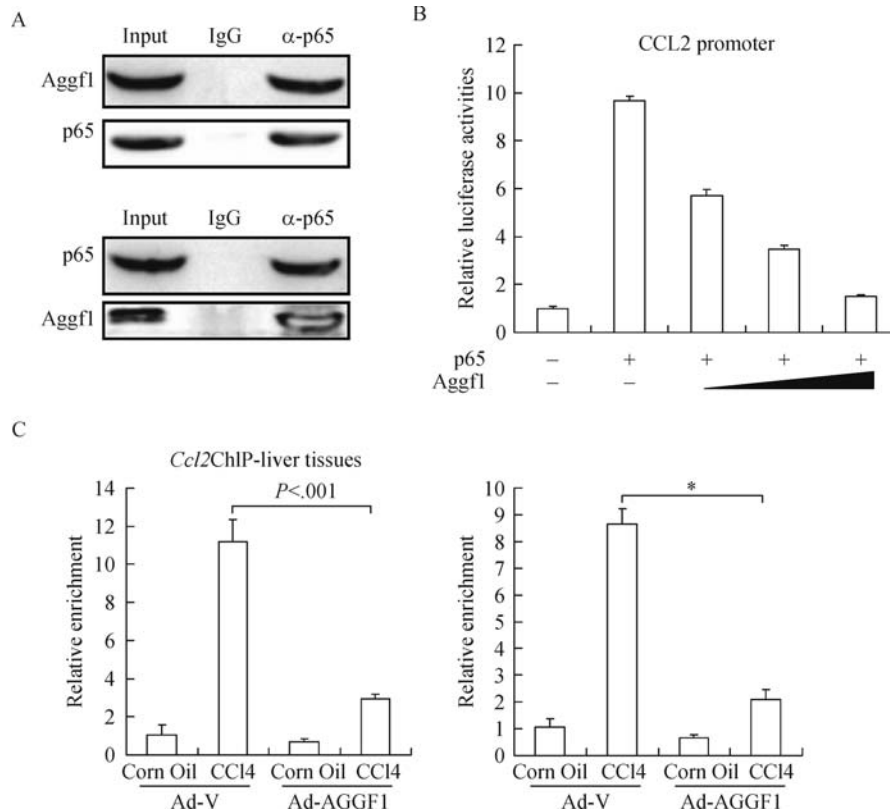 A
Input IgG α-p65
Aggf1
p65
Input IgG α-p65
p65
Aggf1
B
CCL2 promoter
Relative luciferase activities
12
10
8
6
4
2
0
p65 − + + + +
Aggf1 − −
C
Ccl2ChIP-liver tissues
P<.001
Relative enrichment
14
12
10
8
6
4
2
0
Corn Oil CCl4 Corn Oil CCl4
Ad-V Ad-AGGF1
*
Relative enrichment
10
9
8
7
6
5
4
3
2
1
0
Corn Oil CCl4 Corn Oil CCl4
Ad-V Ad-AGGF1